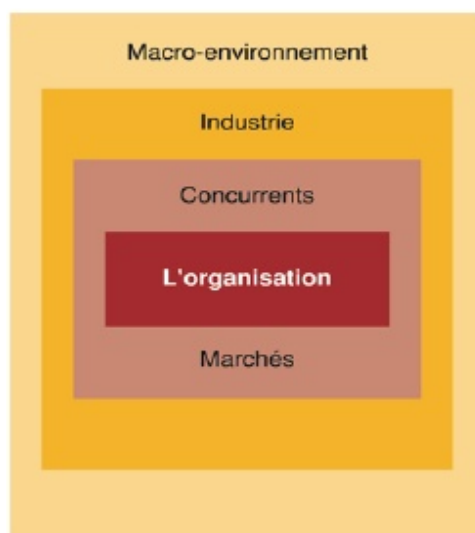 Macro-environnement
Industrie
Concurrents
L'organisation
Marchés